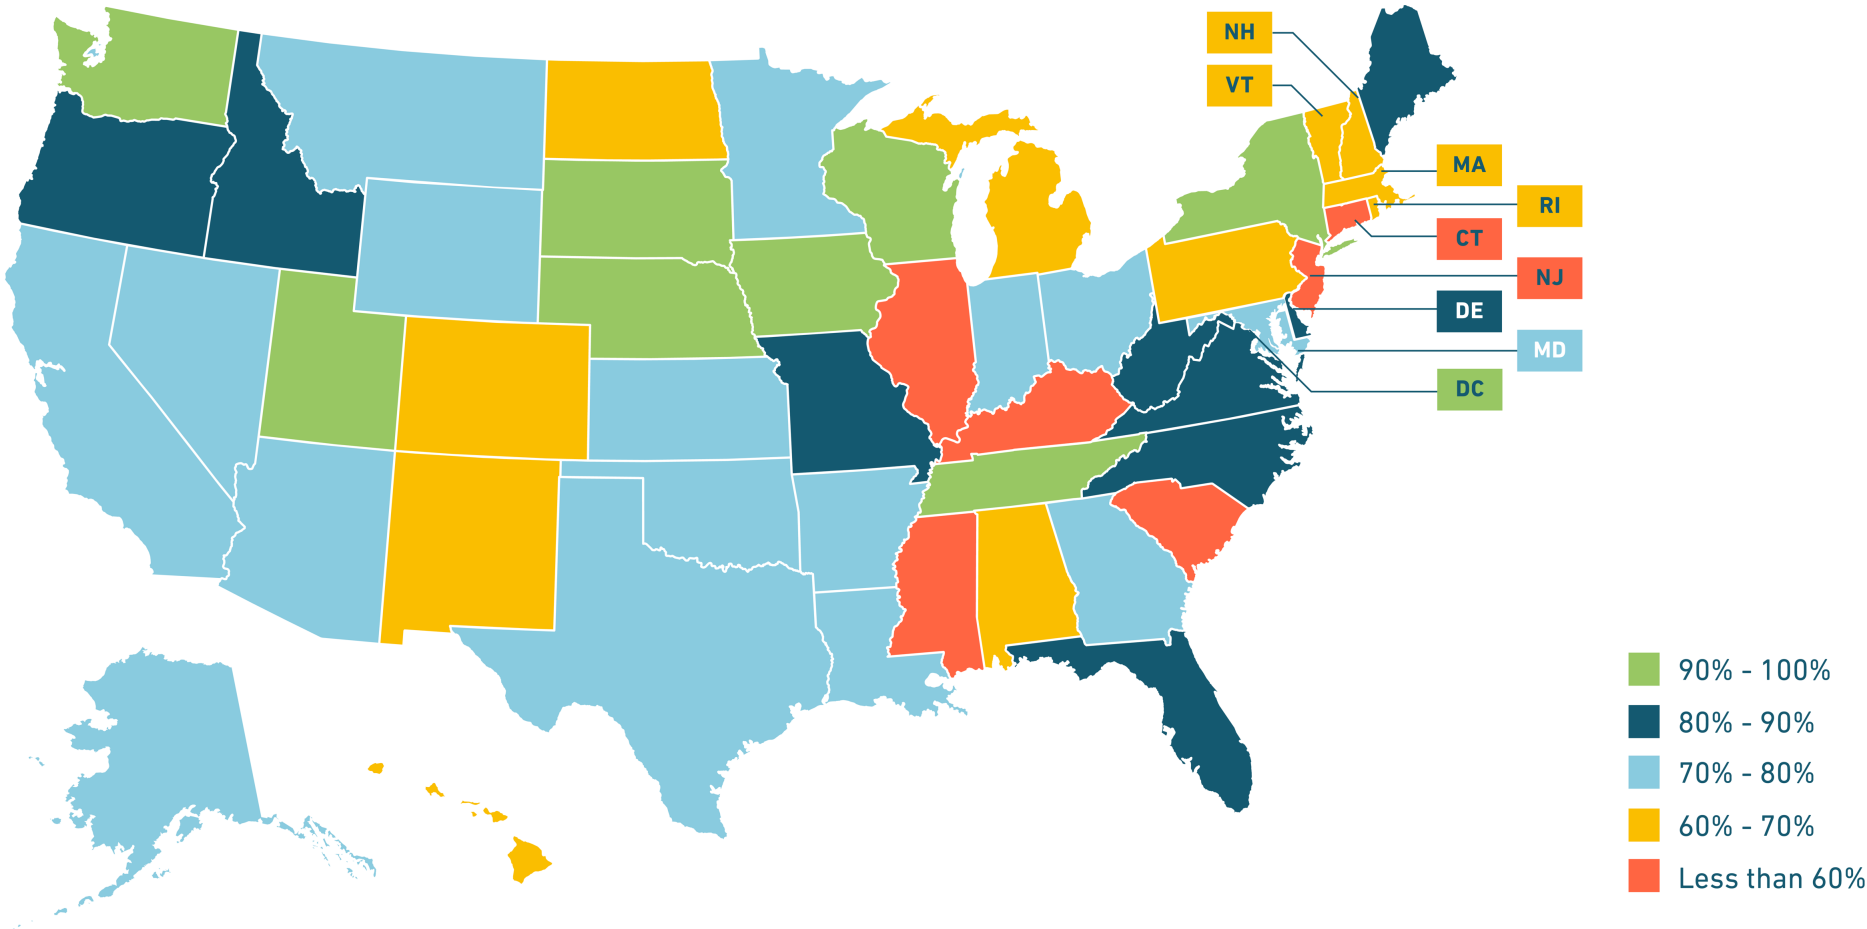 NH
VT
MA
RI
CT
NJ
DE
MD
DC
90% - 100%
80% - 90%
70% - 80%
60% - 70%
Less than 60%